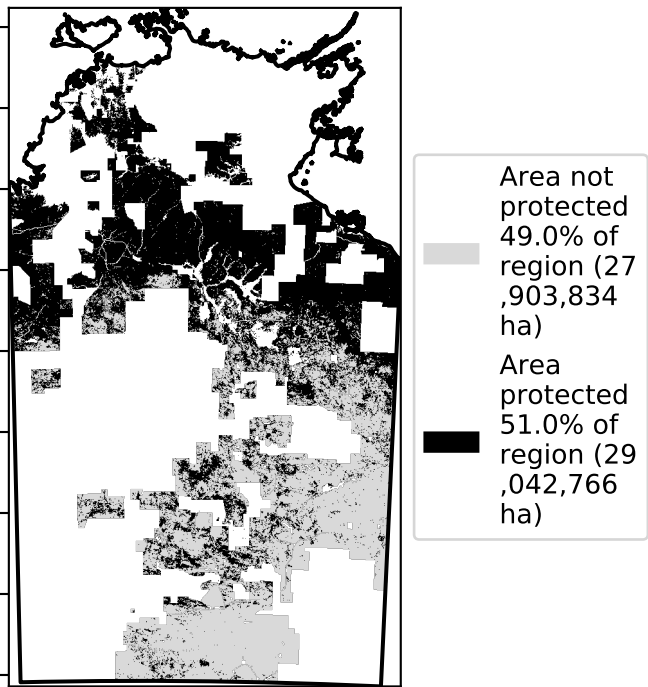 Area not
protected
49.0% of
region (27
,903,834
ha)
Area
protected
51.0% of
region (29
,042,766
ha)